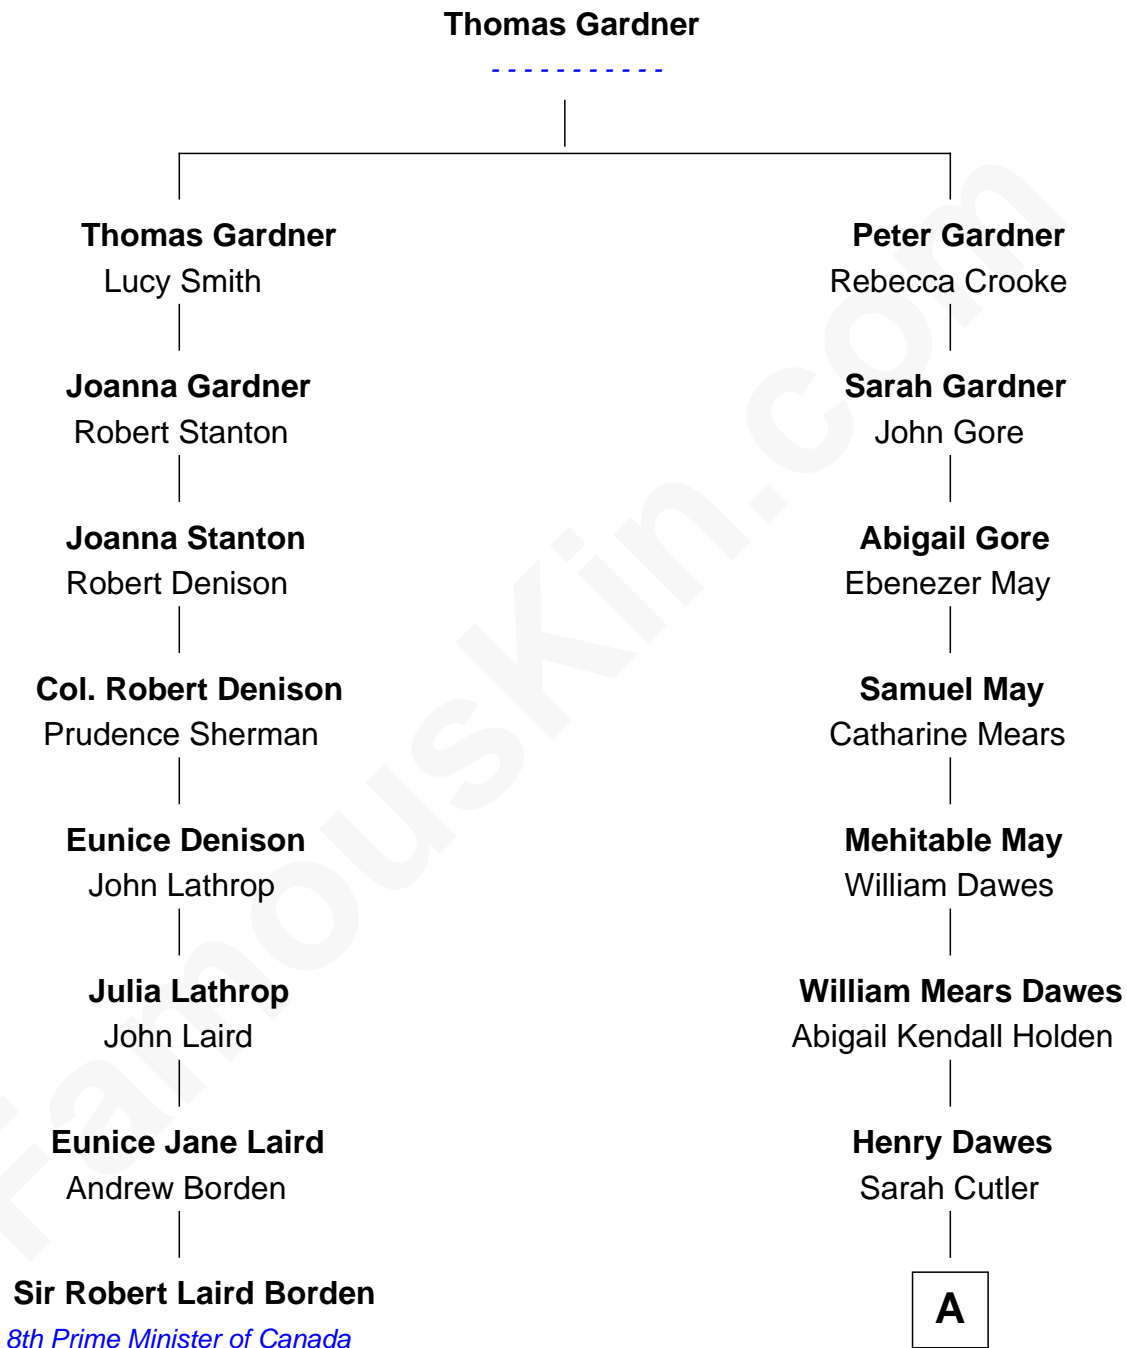 Thomas Gardner
- - - - - - - - - - -
Thomas Gardner
Lucy Smith
Peter Gardner
Rebecca Crooke
Joanna Gardner
Robert Stanton
Sarah Gardner
John Gore
Joanna Stanton
Robert Denison
Abigail Gore
Ebenezer May
Col. Robert Denison
Prudence Sherman
Samuel May
Catharine Mears
Eunice Denison
John Lathrop
Mehitable May
William Dawes
Julia Lathrop
John Laird
William Mears Dawes
Abigail Kendall Holden
Eunice Jane Laird
Andrew Borden
Henry Dawes
Sarah Cutler
Sir Robert Laird Borden
8th Prime Minister of Canada
A
FamousKin.com